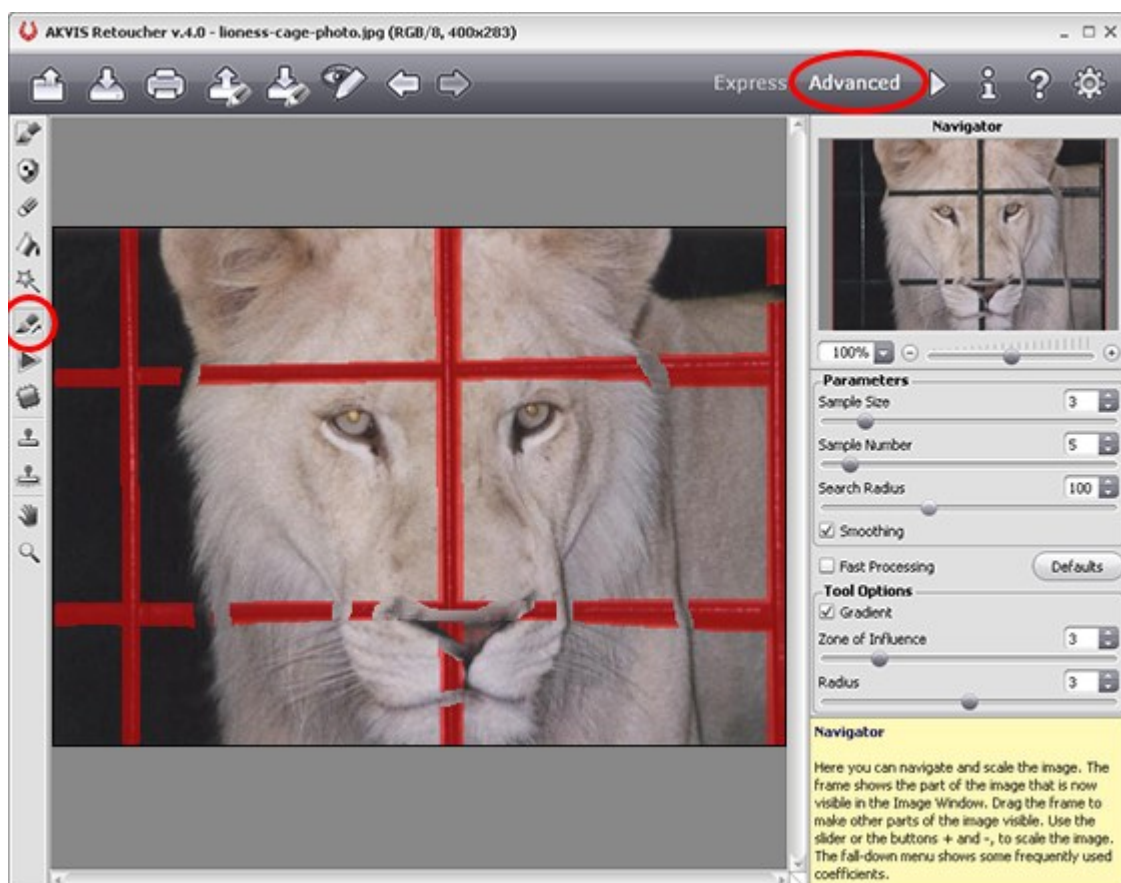 AKVIS Retoucher v.4.0 - lioness-cage-photo.jpg (RGB/8, 400x283)
Express Advanced
Navigator
100%
Parameters
Sample Size 3
Sample Number 5
Search Radius 100
Smoothing
Fast Processing Defaults
Tool Options
Gradient
Zone of Influence 3
Radius 3
Navigator
Here you can navigate and scale the image. The
frame shows the part of the image that is now
visible in the Image Window. Drag the frame to
make other parts of the image visible. Use the
slider or the buttons + and -, to scale the image.
The fall-down menu shows some frequently used
coefficients.